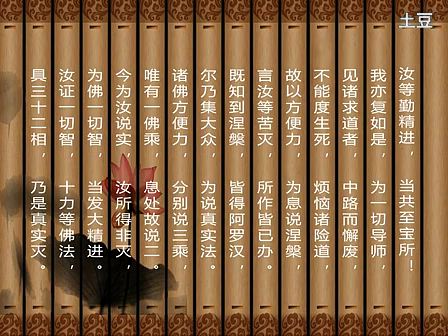 土豆
汝等勤精进，当共至宝所！
我亦复如是，为一切导师，
见诸求道者，中路而懈废，
不能度生死，烦恼诸险道，
故以方便力，为息说涅槃，
言汝等苦灭，所作皆已办。
既知到涅槃，皆得阿罗汉，
尔乃集大众，为说真实法。
诸佛方便力，分别说三乘，
唯有一佛乘，息处故说二。
今为汝说实，汝所得非灭，
为佛一切智，当发大精进。
汝证一切智，十力等佛法，
具三十二相，乃是真实灭。